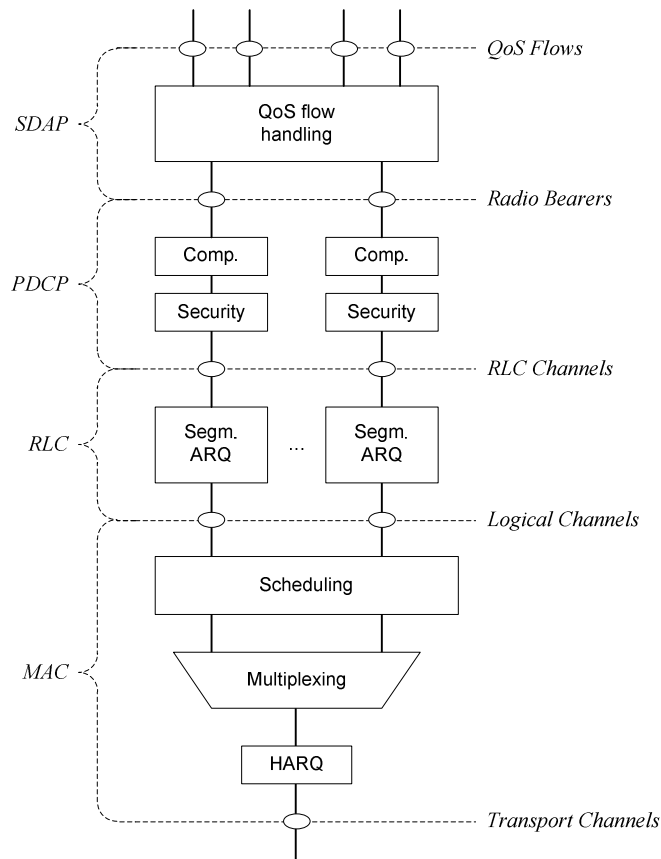 QoS Flows
QoS flow
handling
SDAP
Radio Bearers
Comp. Comp.
PDCP
Security Security
RLC Channels
Segm. Segm.
ARQ ... ARQ
RLC
Logical Channels
Scheduling
MAC
Multiplexing
HARQ
Transport Channels